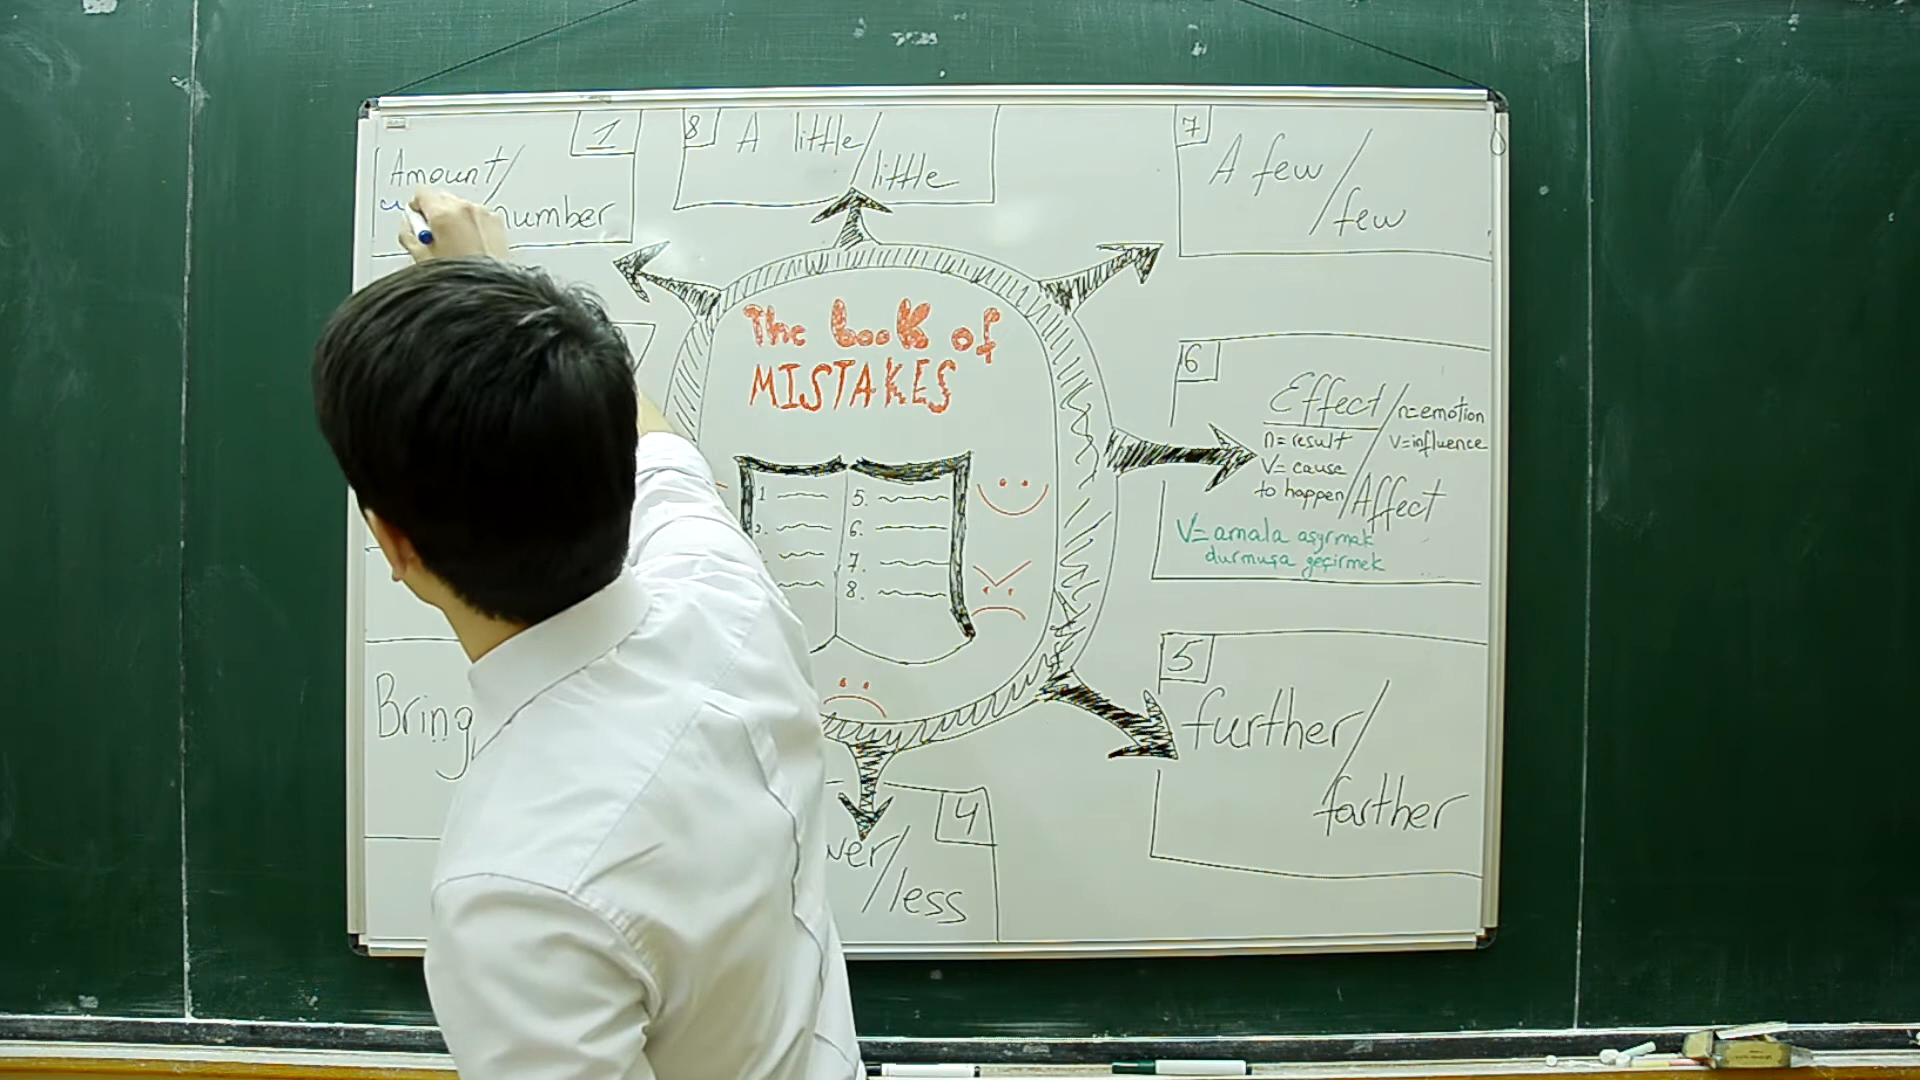 1
Amount/
number
8
A little/
little
7
A few/
few
The book of
MISTAKES
1
5.
6.
7.
8.
6
Effect/
n=emotion
v=influence
n=result
V=cause
to happen/
Affect
V=amala aşyrmak
durmuşa geçirmek
5
further/
farther
Bring
4
less